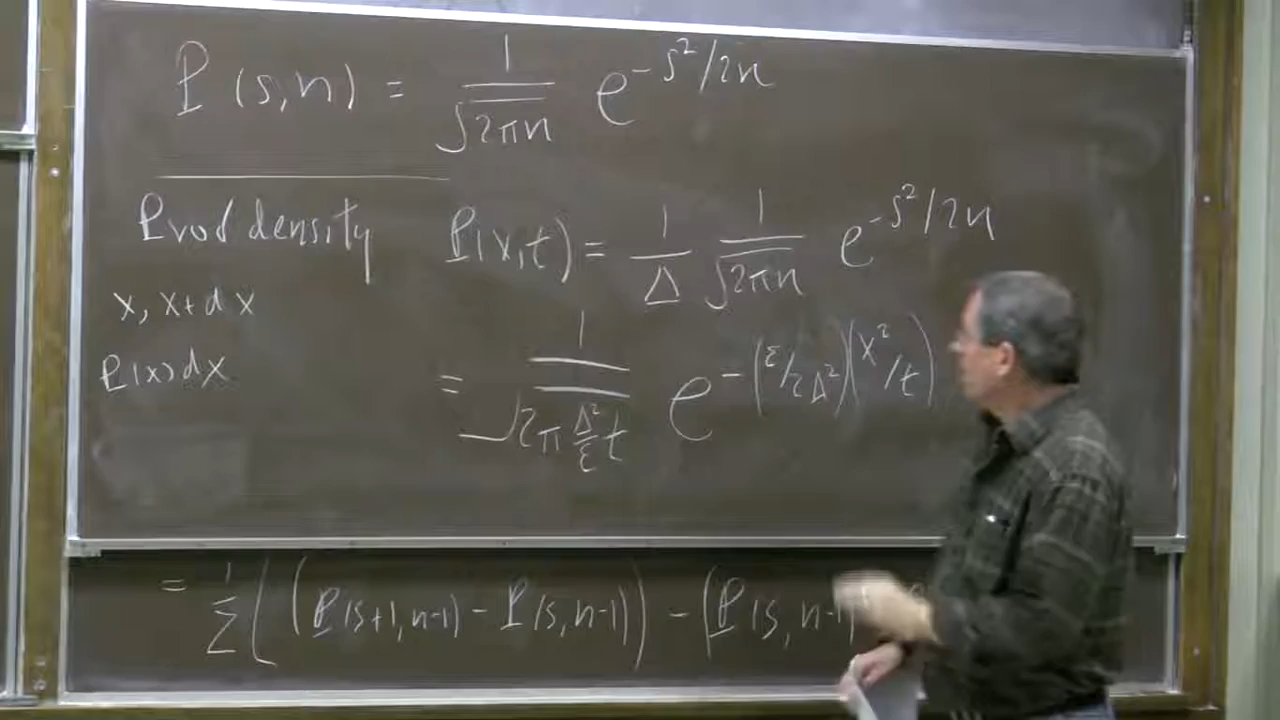 P(s,n) = 1/√(2πn) e^(-s²/2n)
Prob density P(x,t) = 1/Δ 1/√(2πn) e^(-s²/2n)
x, x+dx
P(x)dx
= 1/√(2π Δ²/ε t) e^(-(ε/2Δ²)(x²/t))
= 1/2 ( (P(s+1,n-1) - P(s,n-1)) - (P(s,n-1)